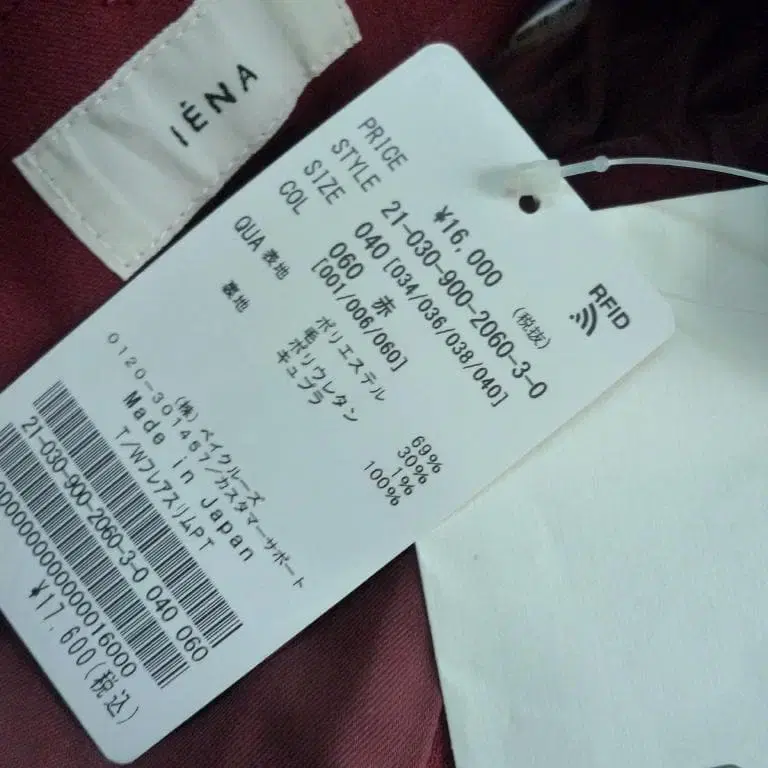 IÉNA
PRICE ¥16,000 (税抜)
STYLE 21-030-900-2060-3-0
SIZE 040 [034/036/038/040]
COL 060 赤
[001/006/060]
QUA 表地 ポリエステル 69%
毛 30%
ポリウレタン 1%
裏地 キュプラ 100%
RFID
(株) ベイクルーズ
0120-301457/カスタマーサポート
Made in Japan
T/WフレアスリムPT
21-030-900-2060-3-0 040 060
¥17,600(税込)